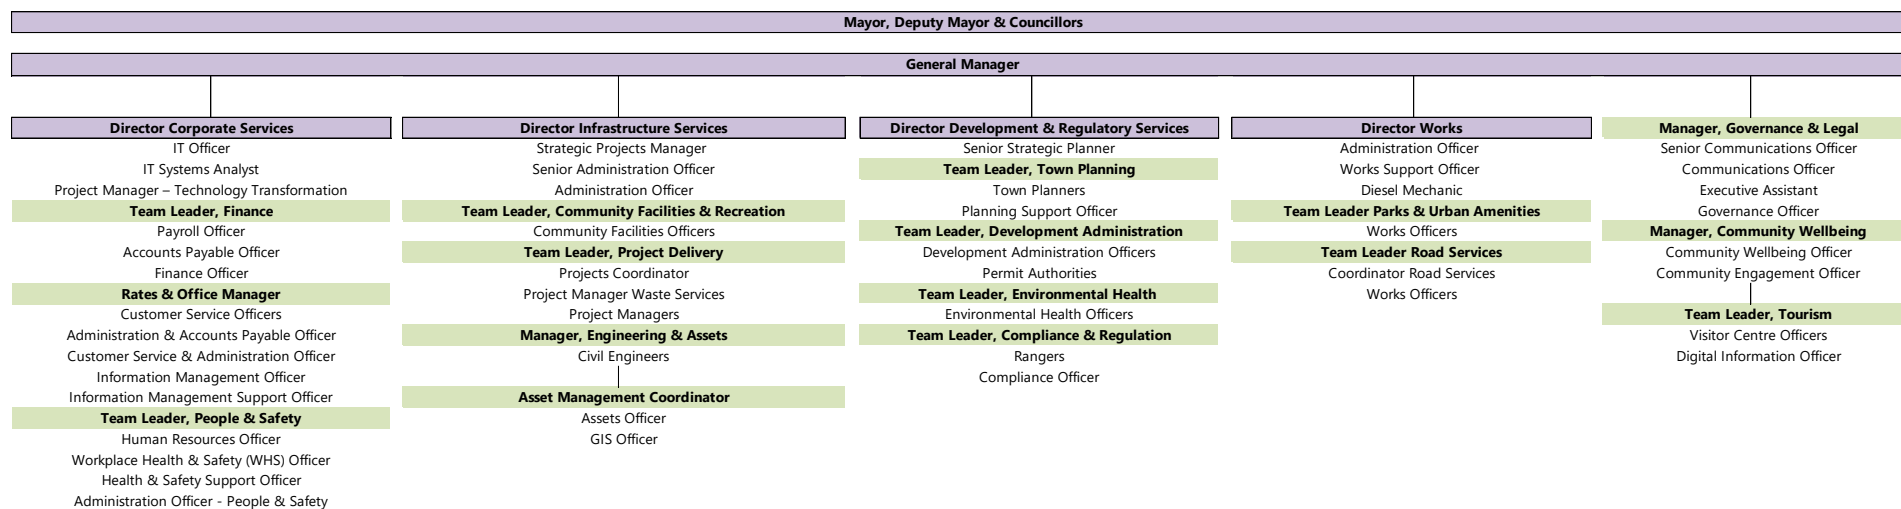 Mayor, Deputy Mayor & Councillors
General Manager
Director Corporate Services
IT Officer
IT Systems Analyst
Project Manager – Technology Transformation
Team Leader, Finance
Payroll Officer
Accounts Payable Officer
Finance Officer
Rates & Office Manager
Customer Service Officers
Administration & Accounts Payable Officer
Customer Service & Administration Officer
Information Management Officer
Information Management Support Officer
Team Leader, People & Safety
Human Resources Officer
Workplace Health & Safety (WHS) Officer
Health & Safety Support Officer
Administration Officer - People & Safety
Director Infrastructure Services
Strategic Projects Manager
Senior Administration Officer
Administration Officer
Team Leader, Community Facilities & Recreation
Community Facilities Officers
Team Leader, Project Delivery
Projects Coordinator
Project Manager Waste Services
Project Managers
Manager, Engineering & Assets
Civil Engineers
Asset Management Coordinator
Assets Officer
GIS Officer
Director Development & Regulatory Services
Senior Strategic Planner
Team Leader, Town Planning
Town Planners
Planning Support Officer
Team Leader, Development Administration
Development Administration Officers
Permit Authorities
Team Leader, Environmental Health
Environmental Health Officers
Team Leader, Compliance & Regulation
Rangers
Compliance Officer
Director Works
Administration Officer
Works Support Officer
Diesel Mechanic
Team Leader Parks & Urban Amenities
Works Officers
Team Leader Road Services
Coordinator Road Services
Works Officers
Manager, Governance & Legal
Senior Communications Officer
Communications Officer
Executive Assistant
Governance Officer
Manager, Community Wellbeing
Community Wellbeing Officer
Community Engagement Officer
Team Leader, Tourism
Visitor Centre Officers
Digital Information Officer